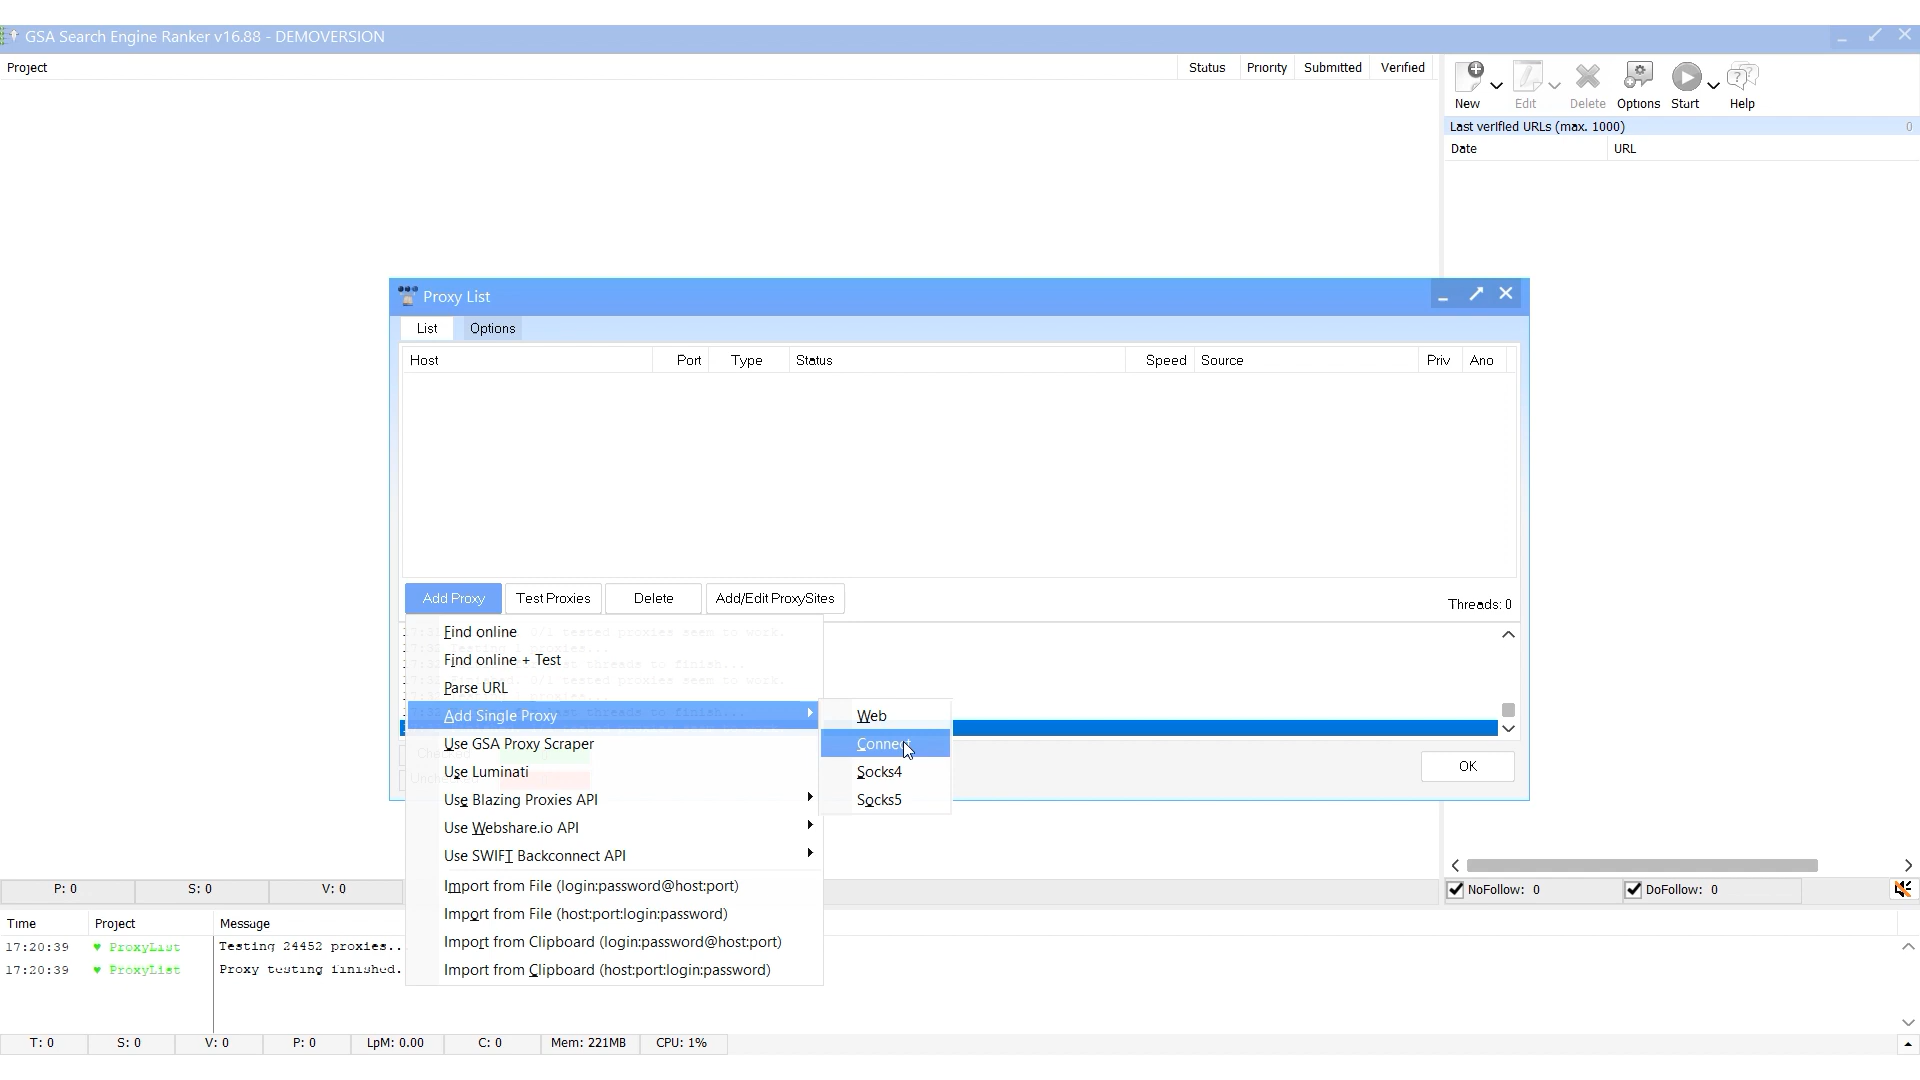 GSA Search Engine Ranker v16.88 - DEMOVERSION
Project Status Priority Submitted Verified
New Edit Delete Options Start Help
Last verified URLs (max. 1000) 0
Date URL
Proxy List
List Options
Host Port Type Status Speed Source Priv Ano
Add Proxy Test Proxies Delete Add/Edit ProxySites
Threads: 0
Find online
Find online + Test
Parse URL
Add Single Proxy
Use GSA Proxy Scraper
Use Luminati
Use Blazing Proxies API
Use Webshare.io API
Use SWIFT Backconnect API
Import from File (login:password@host:port)
Import from File (host:port:login:password)
Import from Clipboard (login:password@host:port)
Import from Clipboard (host:port:login:password)
Web
Connect
Socks4
Socks5
OK
P: 0 S: 0 V: 0
NoFollow: 0 DoFollow: 0
Time Project Message
17:20:39 ProxyList Testing 24452 proxies..
17:20:39 ProxyList Proxy testing finished.
T: 0 S: 0 V: 0 P: 0 LpM: 0.00 C: 0 Mem: 221MB CPU: 1%